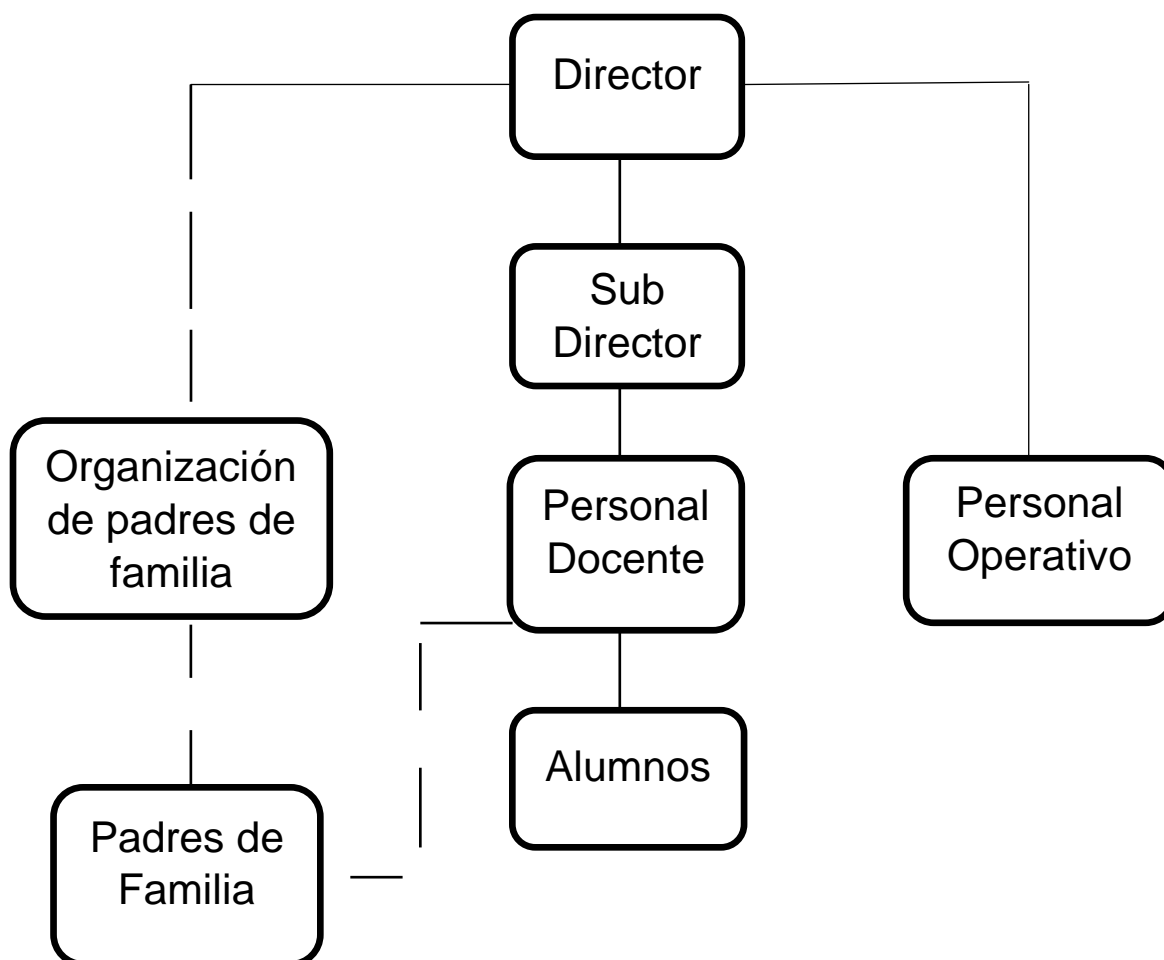 Director
Sub
Director
Organización
de padres de
familia
Personal
Docente
Personal
Operativo
Alumnos
Padres de
Familia